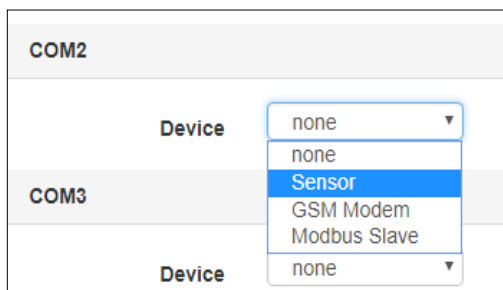 COM2
Device none
none
Sensor
COM3
GSM Modem
Modbus Slave
Device none